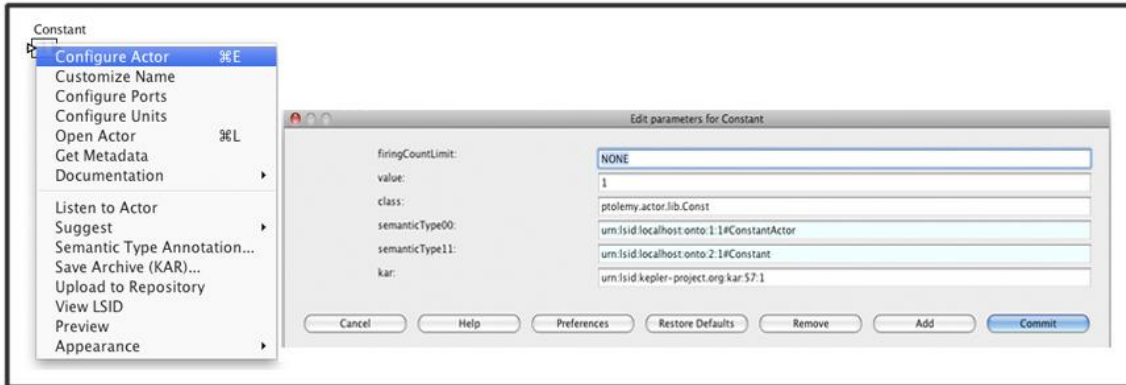 Constant
Configure Actor ⌘E
Customize Name
Configure Ports
Configure Units
Open Actor ⌘L
Get Metadata
Documentation
Listen to Actor
Suggest
Semantic Type Annotation...
Save Archive (KAR)...
Upload to Repository
View LSID
Preview
Appearance
Edit parameters for Constant
firingCountLimit: NONE
value: 1
class: ptolemy.actor.lib.Const
semanticType00: urn:lsid:localhost:onto:1:1#ConstantActor
semanticType11: urn:lsid:localhost:onto:2:1#Constant
kar: urn:lsid:kepler-project.org:kar:57:1
Cancel Help Preferences Restore Defaults Remove Add Commit